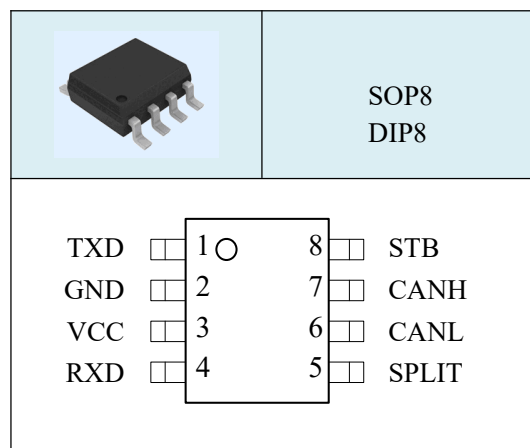 SOP8
DIP8
TXD 1 8 STB
GND 2 7 CANH
VCC 3 6 CANL
RXD 4 5 SPLIT